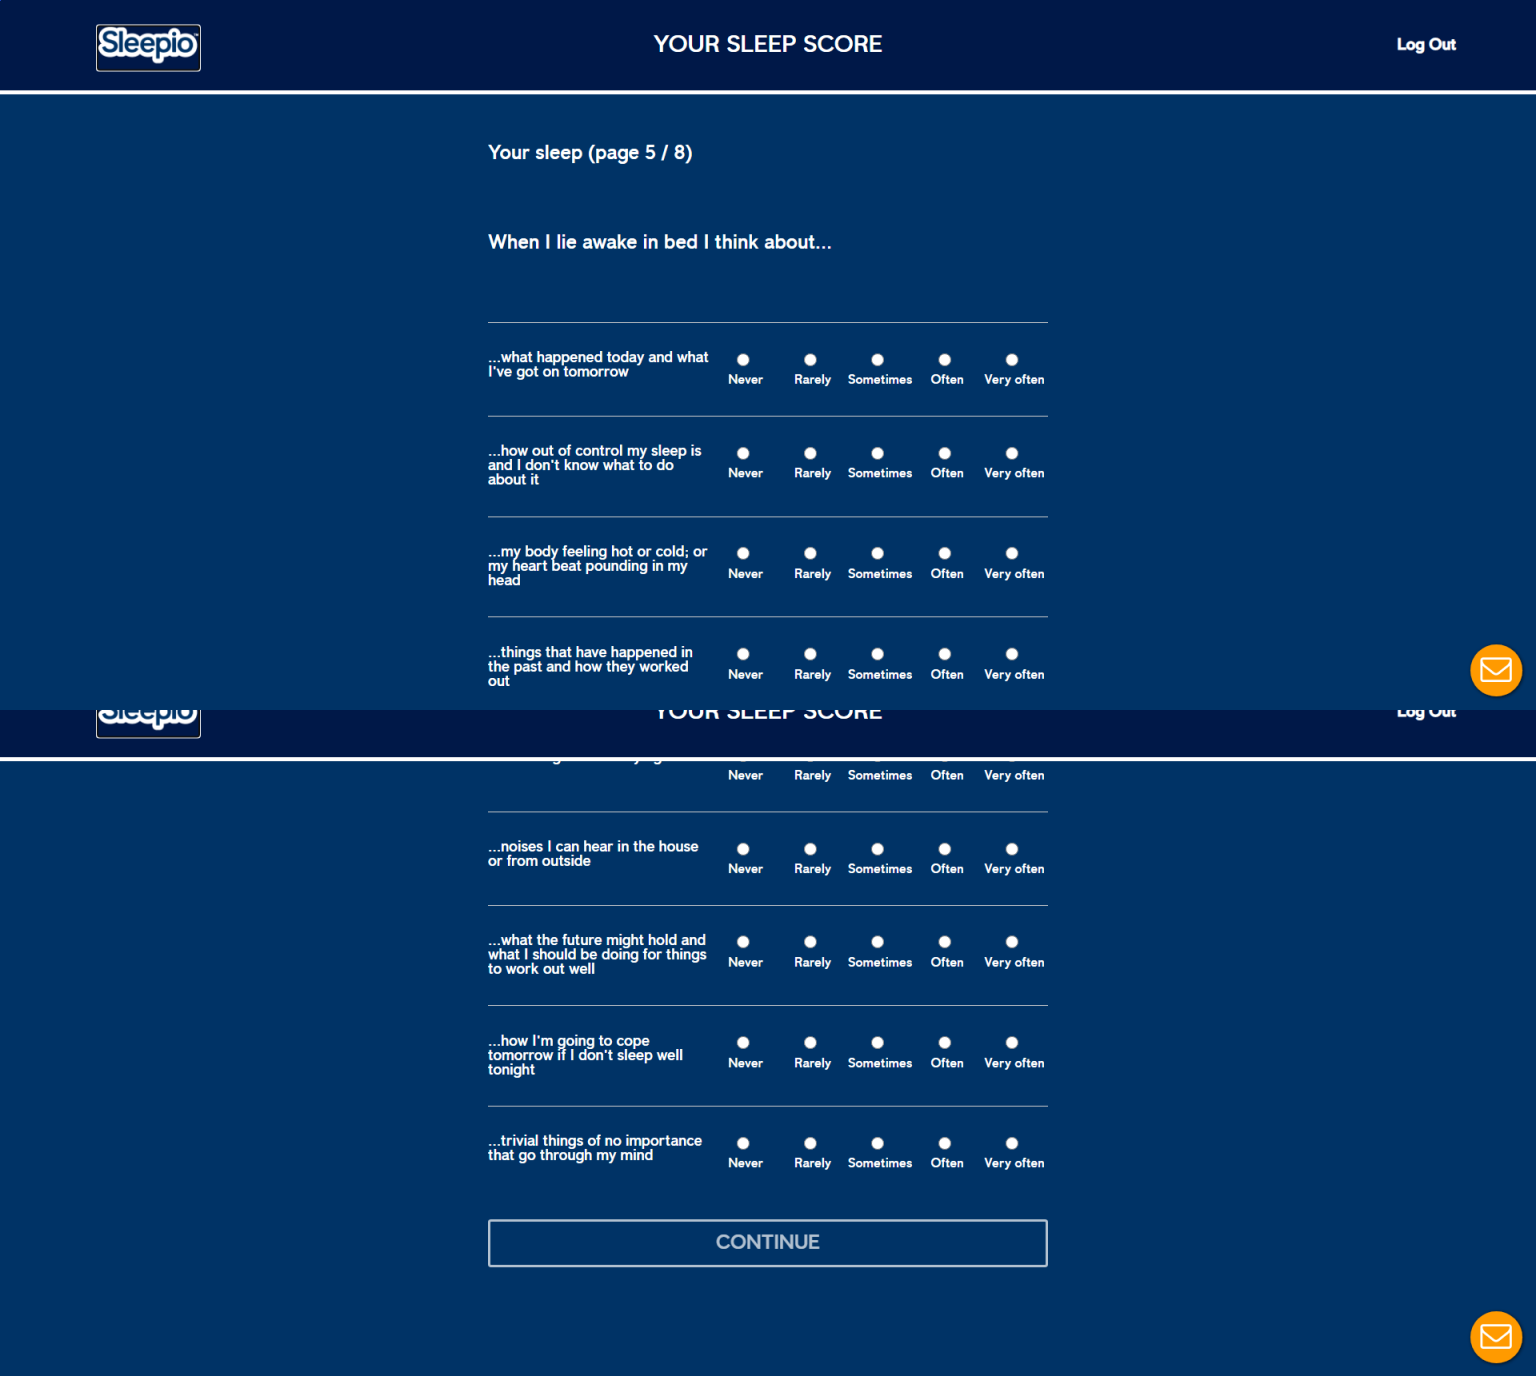 Sleepio™
YOUR SLEEP SCORE
Log Out
Your sleep (page 5 / 8)
When I lie awake in bed I think about...
...what happened today and what
I've got on tomorrow
Never Rarely Sometimes Often Very often
...how out of control my sleep is
and I don't know what to do
about it
Never Rarely Sometimes Often Very often
...my body feeling hot or cold; or
my heart beat pounding in my
head
Never Rarely Sometimes Often Very often
...things that have happened in
the past and how they worked
out
Never Rarely Sometimes Often Very often
Sleepio
YOUR SLEEP SCORE
Log Out
Never Rarely Sometimes Often Very often
...noises I can hear in the house
or from outside
Never Rarely Sometimes Often Very often
...what the future might hold and
what I should be doing for things
to work out well
Never Rarely Sometimes Often Very often
...how I'm going to cope
tomorrow if I don't sleep well
tonight
Never Rarely Sometimes Often Very often
...trivial things of no importance
that go through my mind
Never Rarely Sometimes Often Very often
CONTINUE